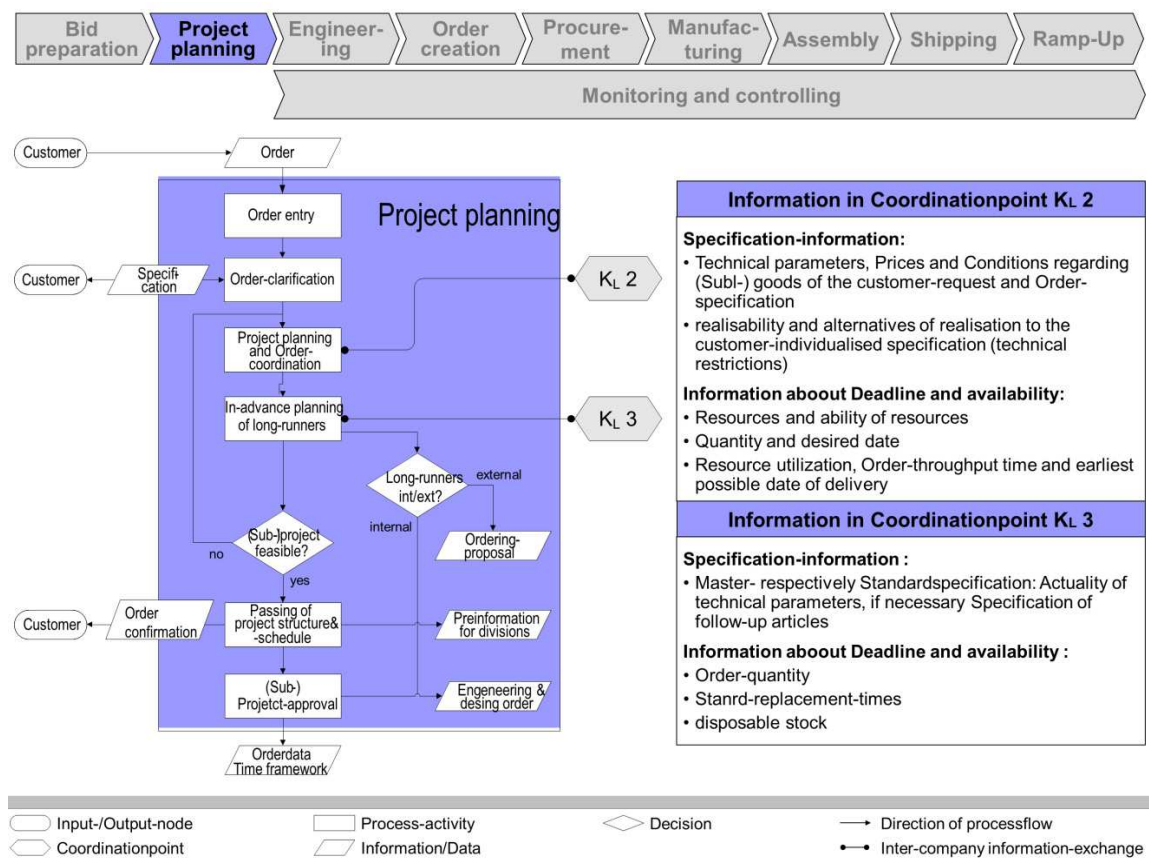 Bid
preparation
Project
planning
Engineer-
ing
Order
creation
Procure-
ment
Manufac-
turing
Assembly
Shipping
Ramp-Up
Monitoring and controlling
Customer
Order
Project planning
Order entry
Customer
Specifi-
cation
Order-clarification
KL 2
Project planning
and Order-
coordination
In-advance planning
of long-runners
KL 3
Long-runners
int/ext?
external
internal
Ordering-
proposal
(Sub-)project
feasible?
no
yes
Customer
Order
confirmation
Passing of
project structure&
-schedule
Preinformation
for divisions
(Sub-)
Projetct-approval
Engeneering &
desing order
Orderdata
Time framework
Information in Coordinationpoint KL 2
Specification-information:
• Technical parameters, Prices and Conditions regarding
(Subl-) goods of the customer-request and Order-
specification
• realisability and alternatives of realisation to the
customer-individualised specification (technical
restrictions)
Information aboout Deadline and availability:
• Resources and ability of resources
• Quantity and desired date
• Resource utilization, Order-throughput time and earliest
possible date of delivery
Information in Coordinationpoint KL 3
Specification-information :
• Master- respectively Standardspecification: Actuality of
technical parameters, if necessary Specification of
follow-up articles
Information aboout Deadline and availability :
• Order-quantity
• Stanrd-replacement-times
• disposable stock
Input-/Output-node
Process-activity
Decision
Direction of processflow
Coordinationpoint
Information/Data
Inter-company information-exchange